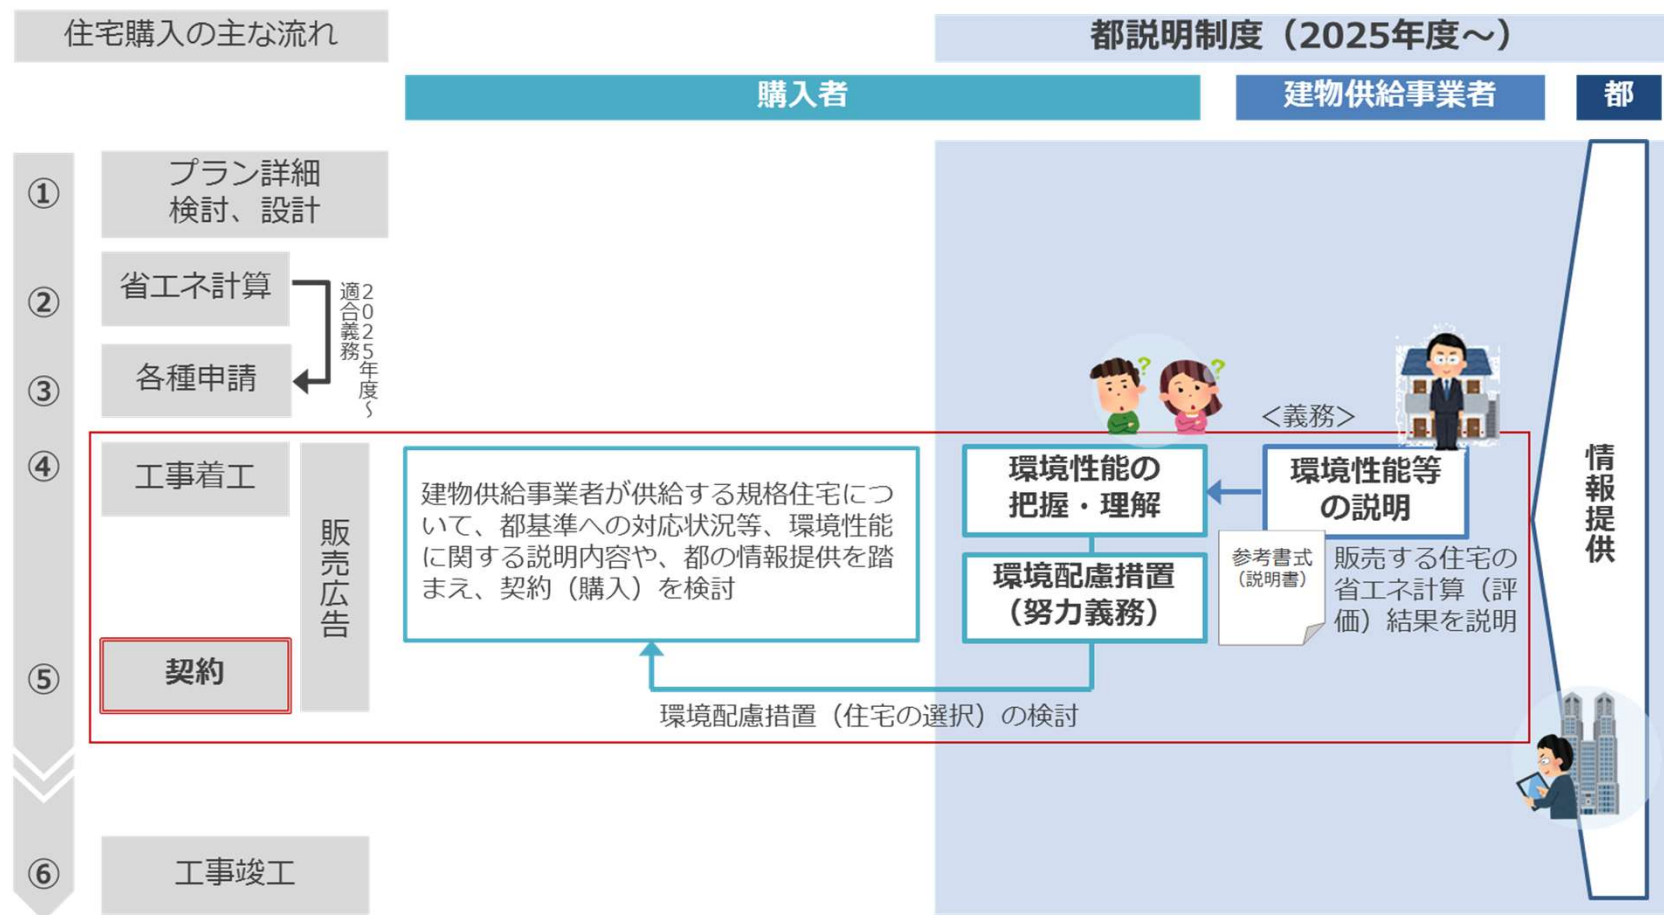 住宅購入の主な流れ
都説明制度（2025年度～）
購入者
建物供給事業者
都
①
プラン詳細
検討、設計
②
省エネ計算
2025年度～
適合義務
③
各種申請
④
工事着工
販売広告
建物供給事業者が供給する規格住宅につ
いて、都基準への対応状況等、環境性能
に関する説明内容や、都の情報提供を踏
まえ、契約（購入）を検討
?
?
環境性能の
把握・理解
環境配慮措置
（努力義務）
＜義務＞
環境性能等
の説明
参考書式
（説明書）
販売する住宅の
省エネ計算（評
価）結果を説明
情報提供
⑤
契約
環境配慮措置（住宅の選択）の検討
⑥
工事竣工